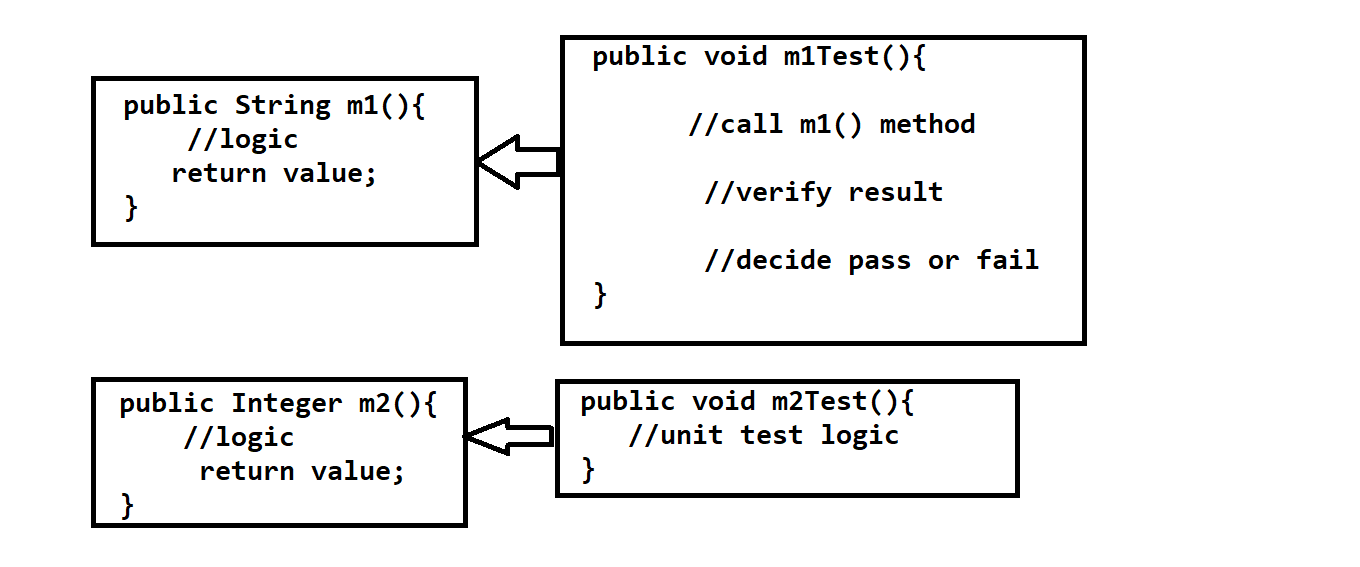 public String m1(){
//logic
return value;
}
public void m1Test(){
//call m1() method
//verify result
//decide pass or fail
}
public Integer m2(){
//logic
return value;
}
public void m2Test(){
//unit test logic
}